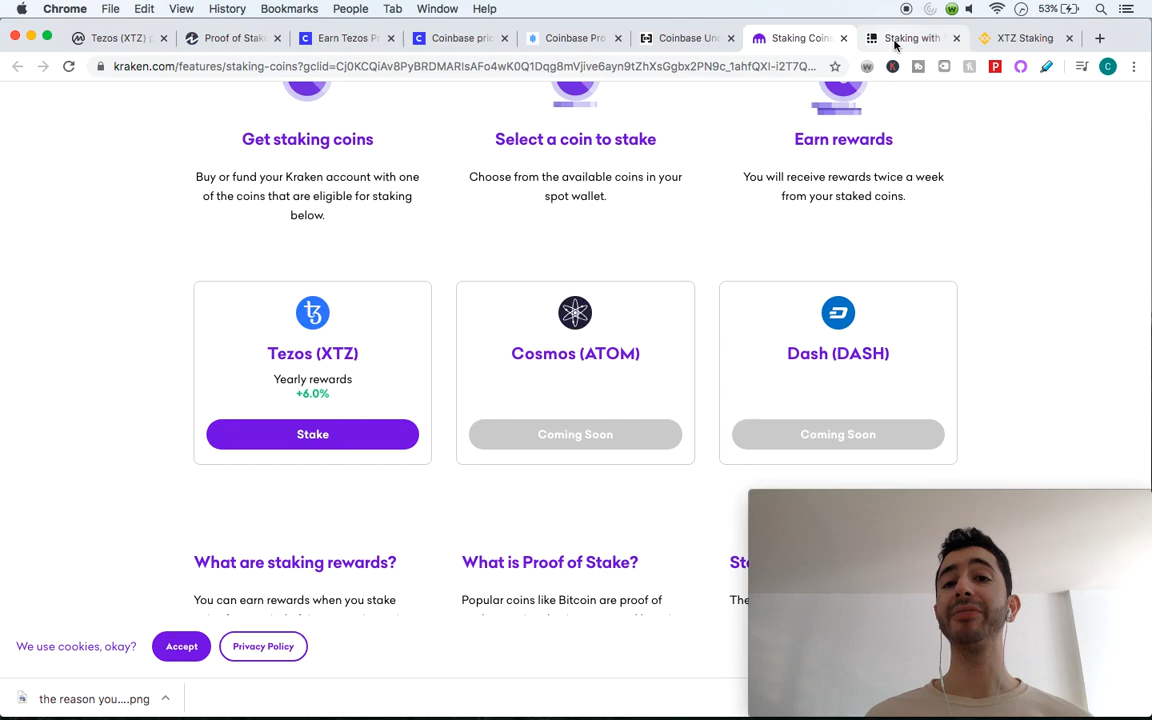 Chrome File Edit View History Bookmarks People Tab Window Help 53%
Tezos (XTZ) p Proof of Stak Earn Tezos P Coinbase pric Coinbase Pro Coinbase Un Staking Coin Staking with XTZ Staking
kraken.com/features/staking-coins?gclid=Cj0KCQiAv8PyBRDMARIsAFo4wK0Q1Dqg8mVjive6ayn9tZhXsGgbx2PN9c_1ahfQXl-i2T7Q...
Get staking coins
Buy or fund your Kraken account with one
of the coins that are eligible for staking
below.
Select a coin to stake
Choose from the available coins in your
spot wallet.
Earn rewards
You will receive rewards twice a week
from your staked coins.
Tezos (XTZ)
Yearly rewards
+6.0%
Stake
Cosmos (ATOM)
Coming Soon
Dash (DASH)
Coming Soon
What are staking rewards?
You can earn rewards when you stake
What is Proof of Stake?
Popular coins like Bitcoin are proof of
We use cookies, okay? Accept Privacy Policy
the reason you....png